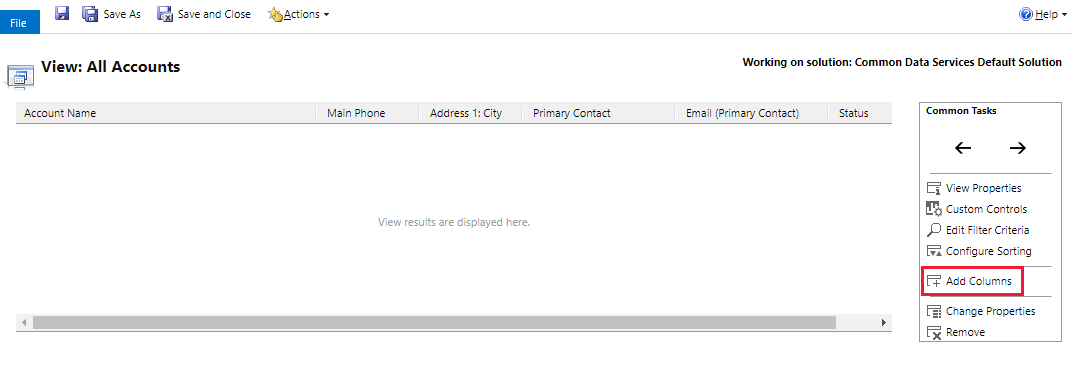 File
Save As
Save and Close
Actions
Help
View: All Accounts
Working on solution: Common Data Services Default Solution
Account Name Main Phone Address 1: City Primary Contact Email (Primary Contact) Status
View results are displayed here.
Common Tasks
View Properties
Custom Controls
Edit Filter Criteria
Configure Sorting
Add Columns
Change Properties
Remove